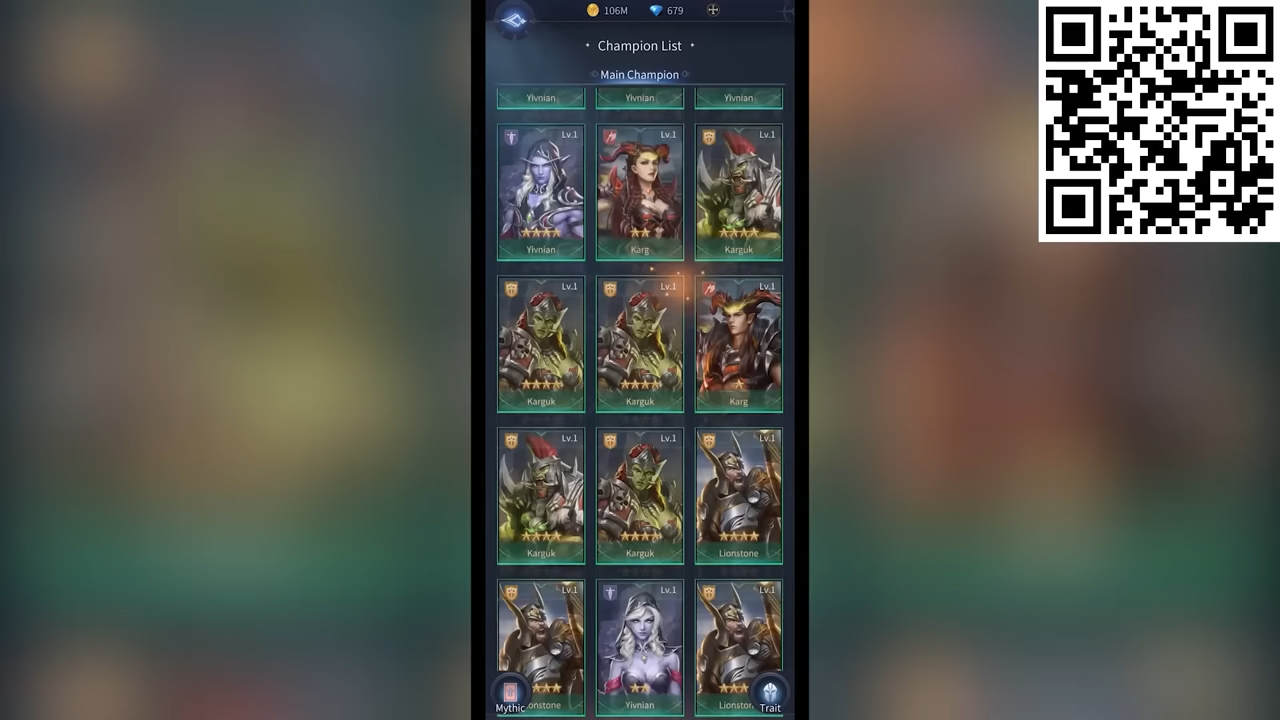 106M 679
Champion List
Main Champion
Yivnian Yivnian Yivnian
Lv.1 Lv.1 Lv.1
Yivnian Karg Karguk
Lv.1 Lv.1 Lv.1
Karguk Karguk Karg
Lv.1 Lv.1 Lv.1
Karguk Karguk Lionstone
Lv.1 Lv.1 Lv.1
onstone Yivnian Lionston
Mythic Trait